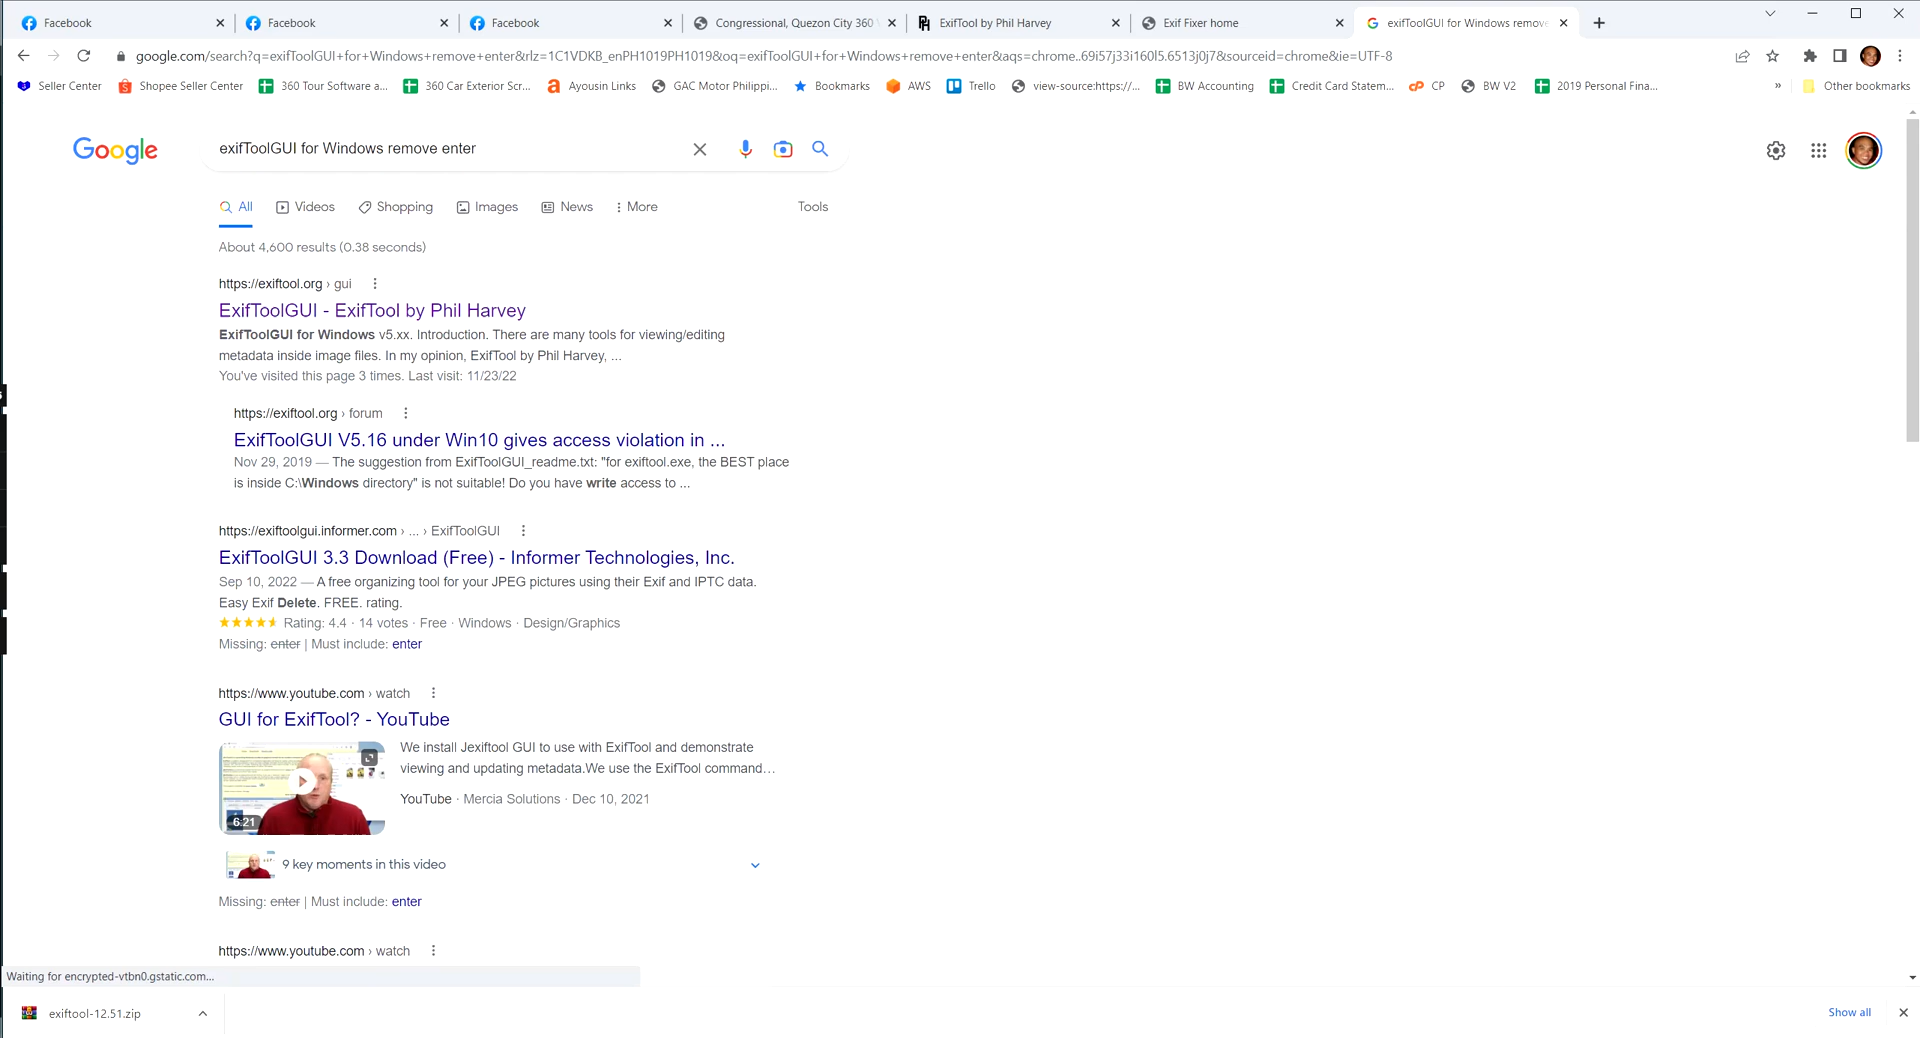 Facebook
Facebook
Facebook
Congressional, Quezon City 360
ExifTool by Phil Harvey
Exif Fixer home
exifToolGUI for Windows remove
google.com/search?q=exifToolGUI+for+Windows+remove+enter&rlz=1C1VDKB_enPH1019PH1019&oq=exifToolGUI+for+Windows+remove+enter&aqs=chrome..69i57j33i160l5.6513j0j7&sourceid=chrome&ie=UTF-8
Seller Center
Shopee Seller Center
360 Tour Software a...
360 Car Exterior Scr...
Ayousin Links
GAC Motor Philippi...
Bookmarks
AWS
Trello
view-source:https://...
BW Accounting
Credit Card Statem...
CP
BW V2
2019 Personal Fina...
»
Other bookmarks
Google
exifToolGUI for Windows remove enter
All
Videos
Shopping
Images
News
More
Tools
About 4,600 results (0.38 seconds)
https://exiftool.org › gui
ExifToolGUI - ExifTool by Phil Harvey
ExifToolGUI for Windows v5.xx. Introduction. There are many tools for viewing/editing
metadata inside image files. In my opinion, ExifTool by Phil Harvey, ...
You've visited this page 3 times. Last visit: 11/23/22
https://exiftool.org › forum
ExifToolGUI V5.16 under Win10 gives access violation in ...
Nov 29, 2019 — The suggestion from ExifToolGUI_readme.txt: "for exiftool.exe, the BEST place
is inside C:\Windows directory" is not suitable! Do you have write access to ...
https://exiftoolgui.informer.com › ... › ExifToolGUI
ExifToolGUI 3.3 Download (Free) - Informer Technologies, Inc.
Sep 10, 2022 — A free organizing tool for your JPEG pictures using their Exif and IPTC data.
Easy Exif Delete. FREE. rating.
Rating: 4.4 · 14 votes · Free · Windows · Design/Graphics
Missing: enter | Must include: enter
https://www.youtube.com › watch
GUI for ExifTool? - YouTube
We install Jexiftool GUI to use with ExifTool and demonstrate
viewing and updating metadata.We use the ExifTool command...
YouTube · Mercia Solutions · Dec 10, 2021
6:21
9 key moments in this video
Missing: enter | Must include: enter
https://www.youtube.com › watch
Waiting for encrypted-vtbn0.gstatic.com...
exiftool-12.51.zip
Show all